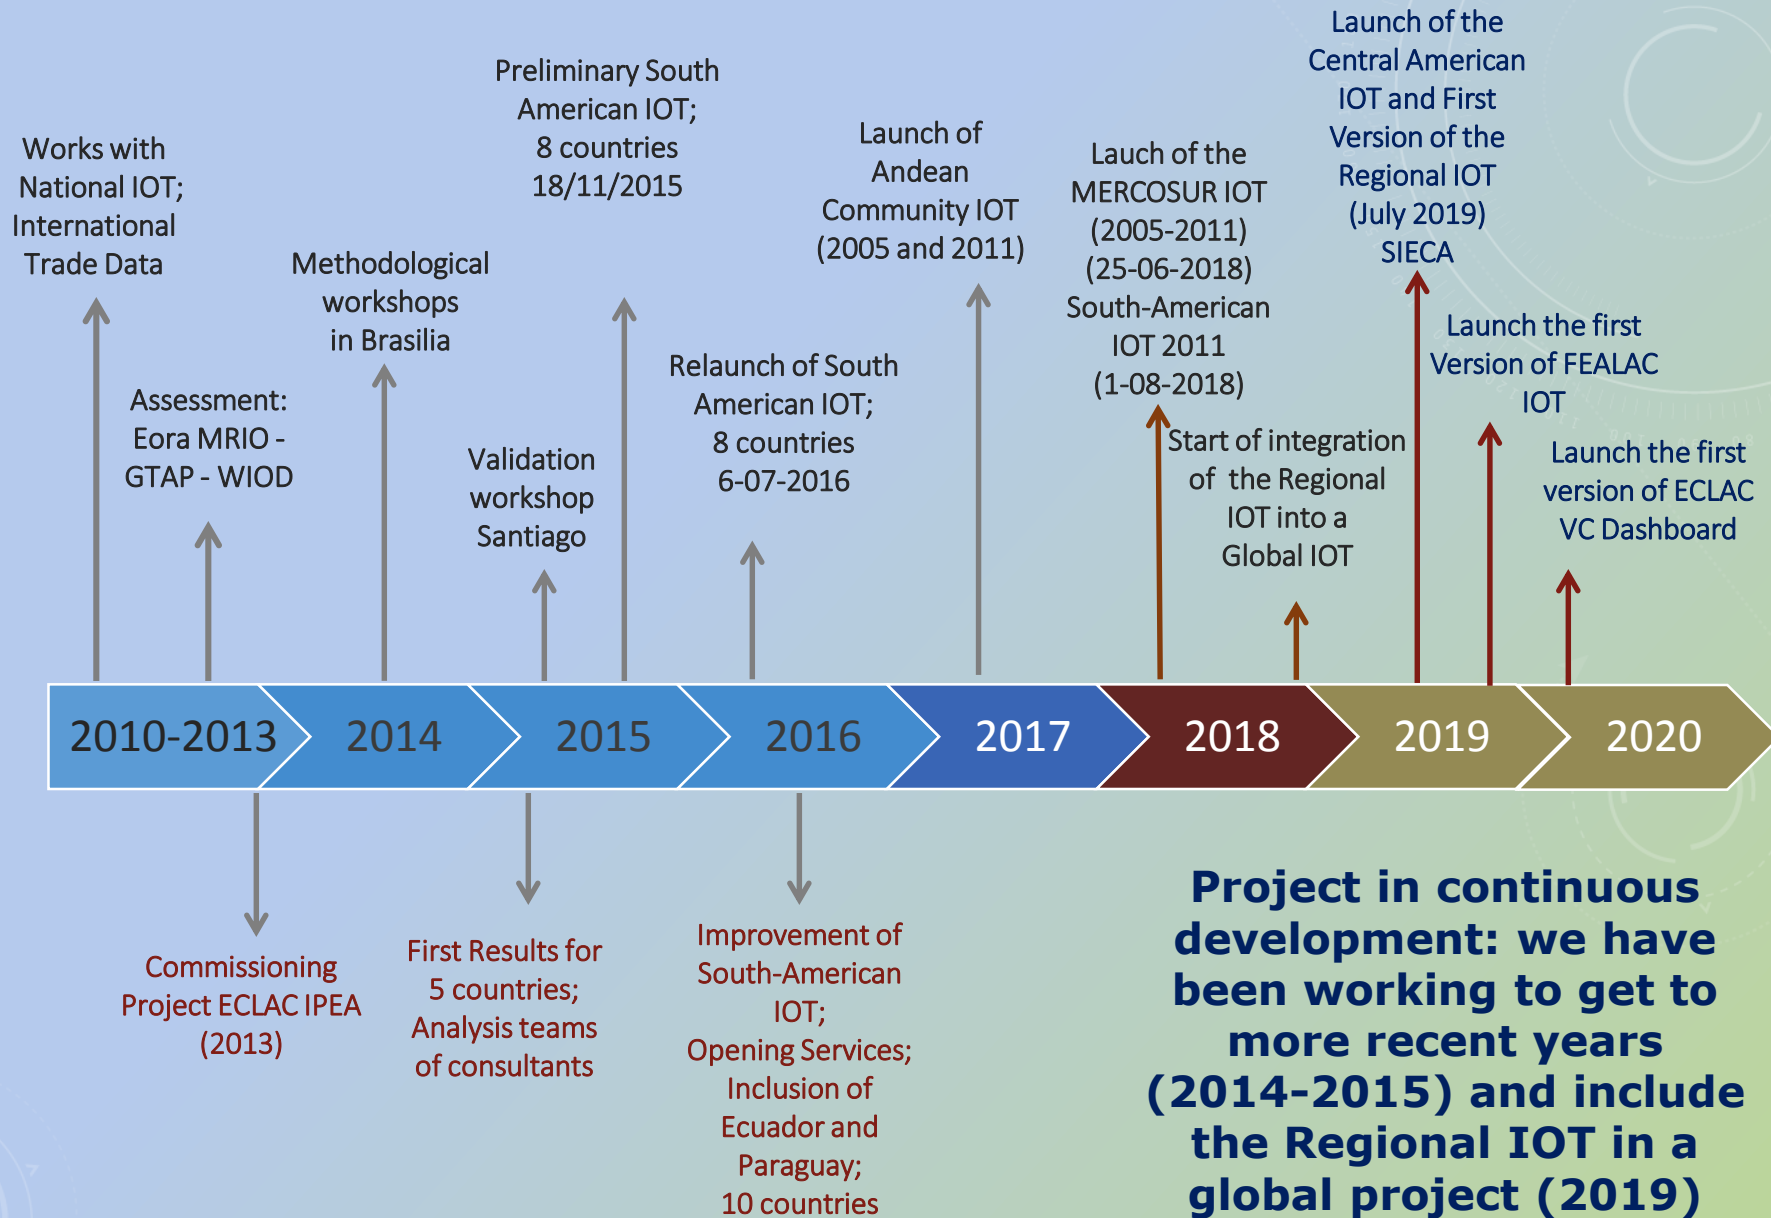 Works with
National IOT;
International
Trade Data
Assessment:
Eora MRIO -
GTAP - WIOD
Methodological
workshops
in Brasilia
Validation
workshop
Santiago
Preliminary South
American IOT;
8 countries
18/11/2015
Relaunch of South
American IOT;
8 countries
6-07-2016
Launch of
Andean
Community IOT
(2005 and 2011)
Lauch of the
MERCOSUR IOT
(2005-2011)
(25-06-2018)
South-American
IOT 2011
(1-08-2018)
Start of integration
of the Regional
IOT into a
Global IOT
Launch of the
Central American
IOT and First
Version of the
Regional IOT
(July 2019)
SIECA
Launch the first
Version of FEALAC
IOT
Launch the first
version of ECLAC
VC Dashboard
2010-2013
2014
2015
2016
2017
2018
2019
2020
Commissioning
Project ECLAC IPEA
(2013)
First Results for
5 countries;
Analysis teams
of consultants
Improvement of
South-American
IOT;
Opening Services;
Inclusion of
Ecuador and
Paraguay;
10 countries
Project in continuous
development: we have
been working to get to
more recent years
(2014-2015) and include
the Regional IOT in a
global project (2019)